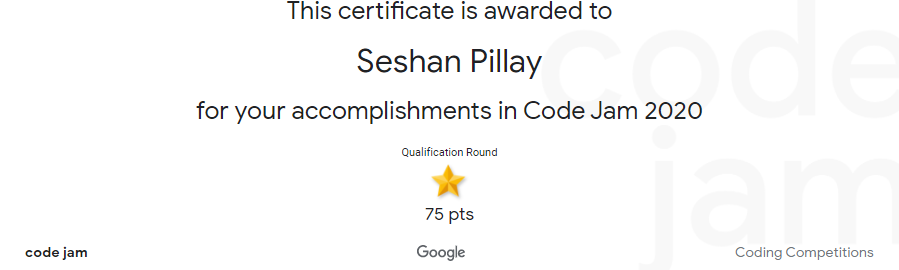 This certificate is awarded to
Seshan Pillay
for your accomplishments in Code Jam 2020
Qualification Round
75 pts
code jam
Google
Coding Competitions
code
jam